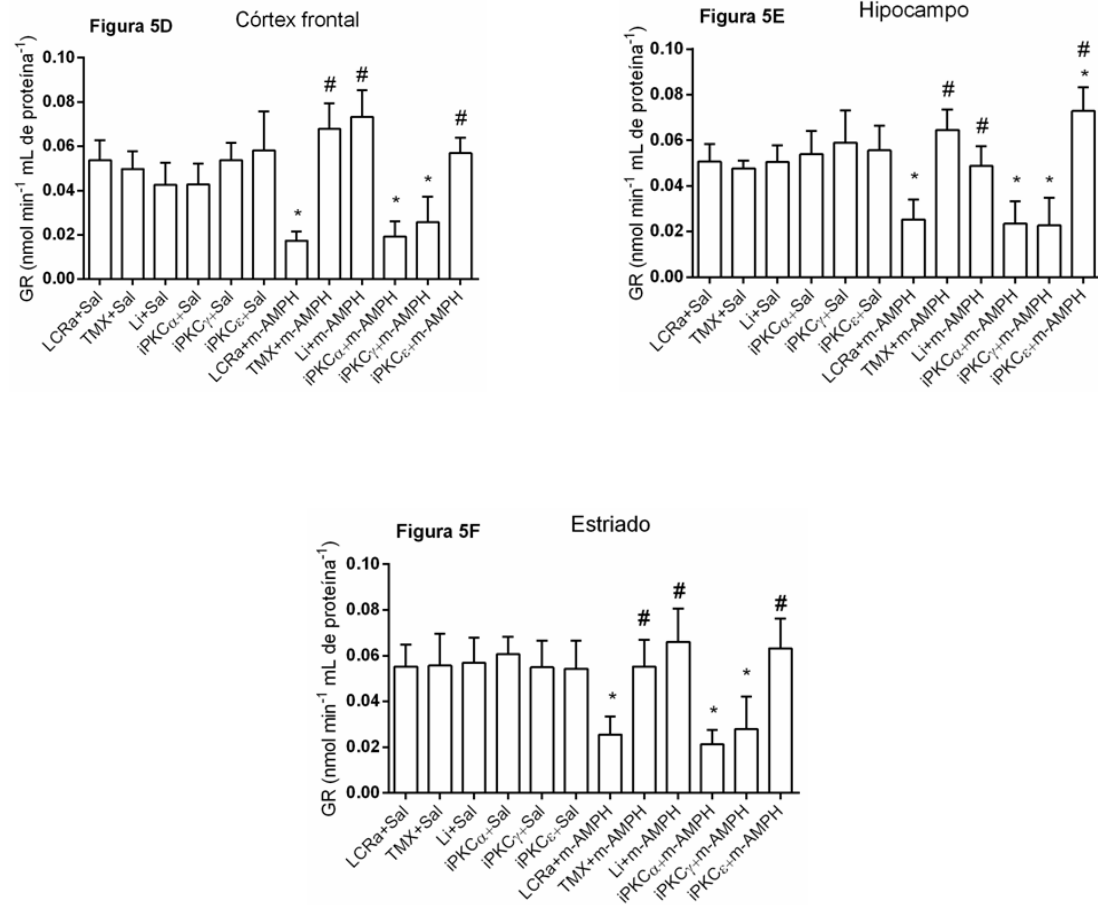 Figura 5D
Córtex frontal
GR (nmol min⁻¹ mL de proteína⁻¹)
0.10
0.08
0.06
0.04
0.02
0.00
*
#
#
*
*
#
LCRa+Sal
TMX+Sal
Li+Sal
iPKCα+Sal
iPKCγ+Sal
iPKCε+Sal
LCRa+m-AMPH
TMX+m-AMPH
Li+m-AMPH
iPKCα+m-AMPH
iPKCγ+m-AMPH
iPKCε+m-AMPH
Figura 5E
Hipocampo
GR (nmol min⁻¹ mL de proteína⁻¹)
0.10
0.08
0.06
0.04
0.02
0.00
*
#
#
*
*
#
*
LCRa+Sal
TMX+Sal
Li+Sal
iPKCα+Sal
iPKCγ+Sal
iPKCε+Sal
LCRa+m-AMPH
TMX+m-AMPH
Li+m-AMPH
iPKCα+m-AMPH
iPKCγ+m-AMPH
iPKCε+m-AMPH
Figura 5F
Estriado
GR (nmol min⁻¹ mL de proteína⁻¹)
0.10
0.08
0.06
0.04
0.02
0.00
*
#
#
*
*
#
LCRa+Sal
TMX+Sal
Li+Sal
iPKCα+Sal
iPKCγ+Sal
iPKCε+Sal
LCRa+m-AMPH
TMX+m-AMPH
Li+m-AMPH
iPKCα+m-AMPH
iPKCγ+m-AMPH
iPKCε+m-AMPH